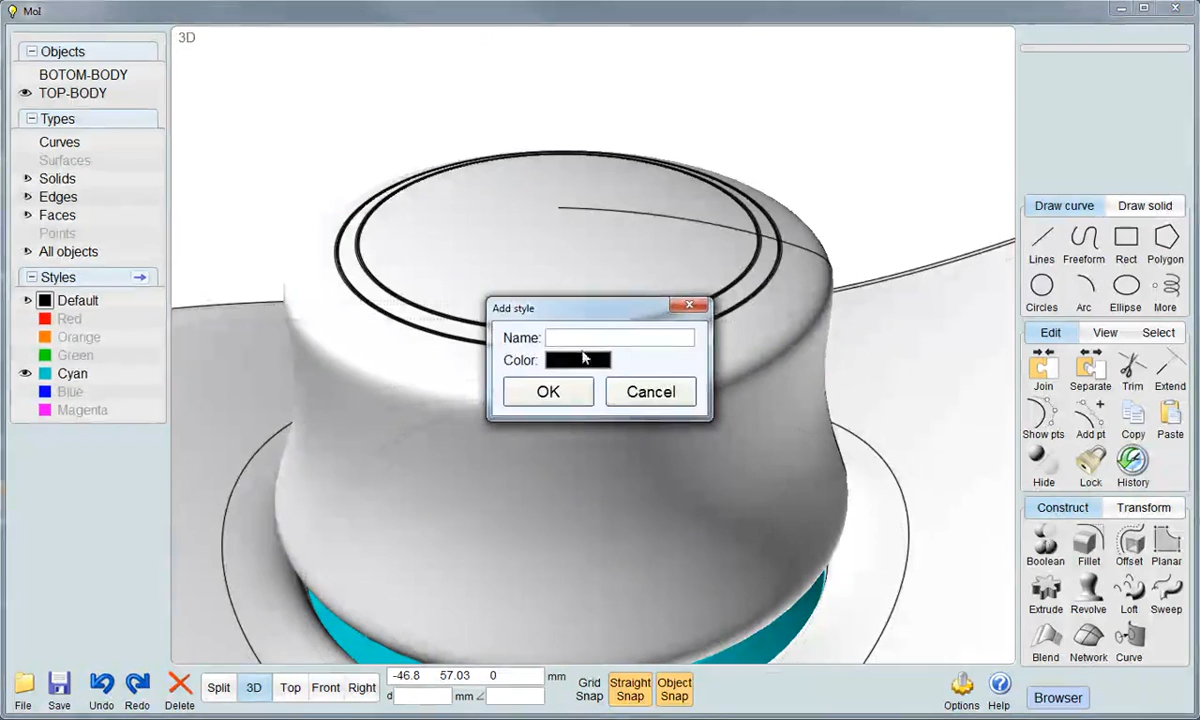 MoI
3D
Objects
BOTOM-BODY
TOP-BODY
Types
Curves
Surfaces
Solids
Edges
Faces
Points
All objects
Styles
Default
Red
Orange
Green
Cyan
Blue
Magenta
Add style
Name:
Color:
OK Cancel
Draw curve Draw solid
Lines Freeform Rect Polygon
Circles Arc Ellipse More
Edit View Select
Join Separate Trim Extend
Show pts Add pt Copy Paste
Hide Lock History
Construct Transform
Boolean Fillet Offset Planar
Extrude Revolve Loft Sweep
Blend Network Curve
File Save Undo Redo Delete
Split 3D Top Front Right
-46.8 57.03 0 mm
d mm
Grid Snap
Straight Snap
Object Snap
Options Help
Browser